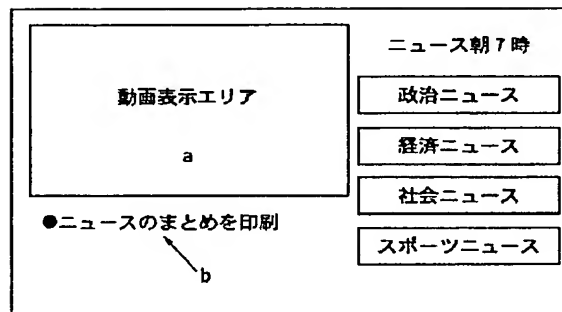 動画表示エリア
a
●ニュースのまとめを印刷
b
ニュース朝7時
政治ニュース
経済ニュース
社会ニュース
スポーツニュース